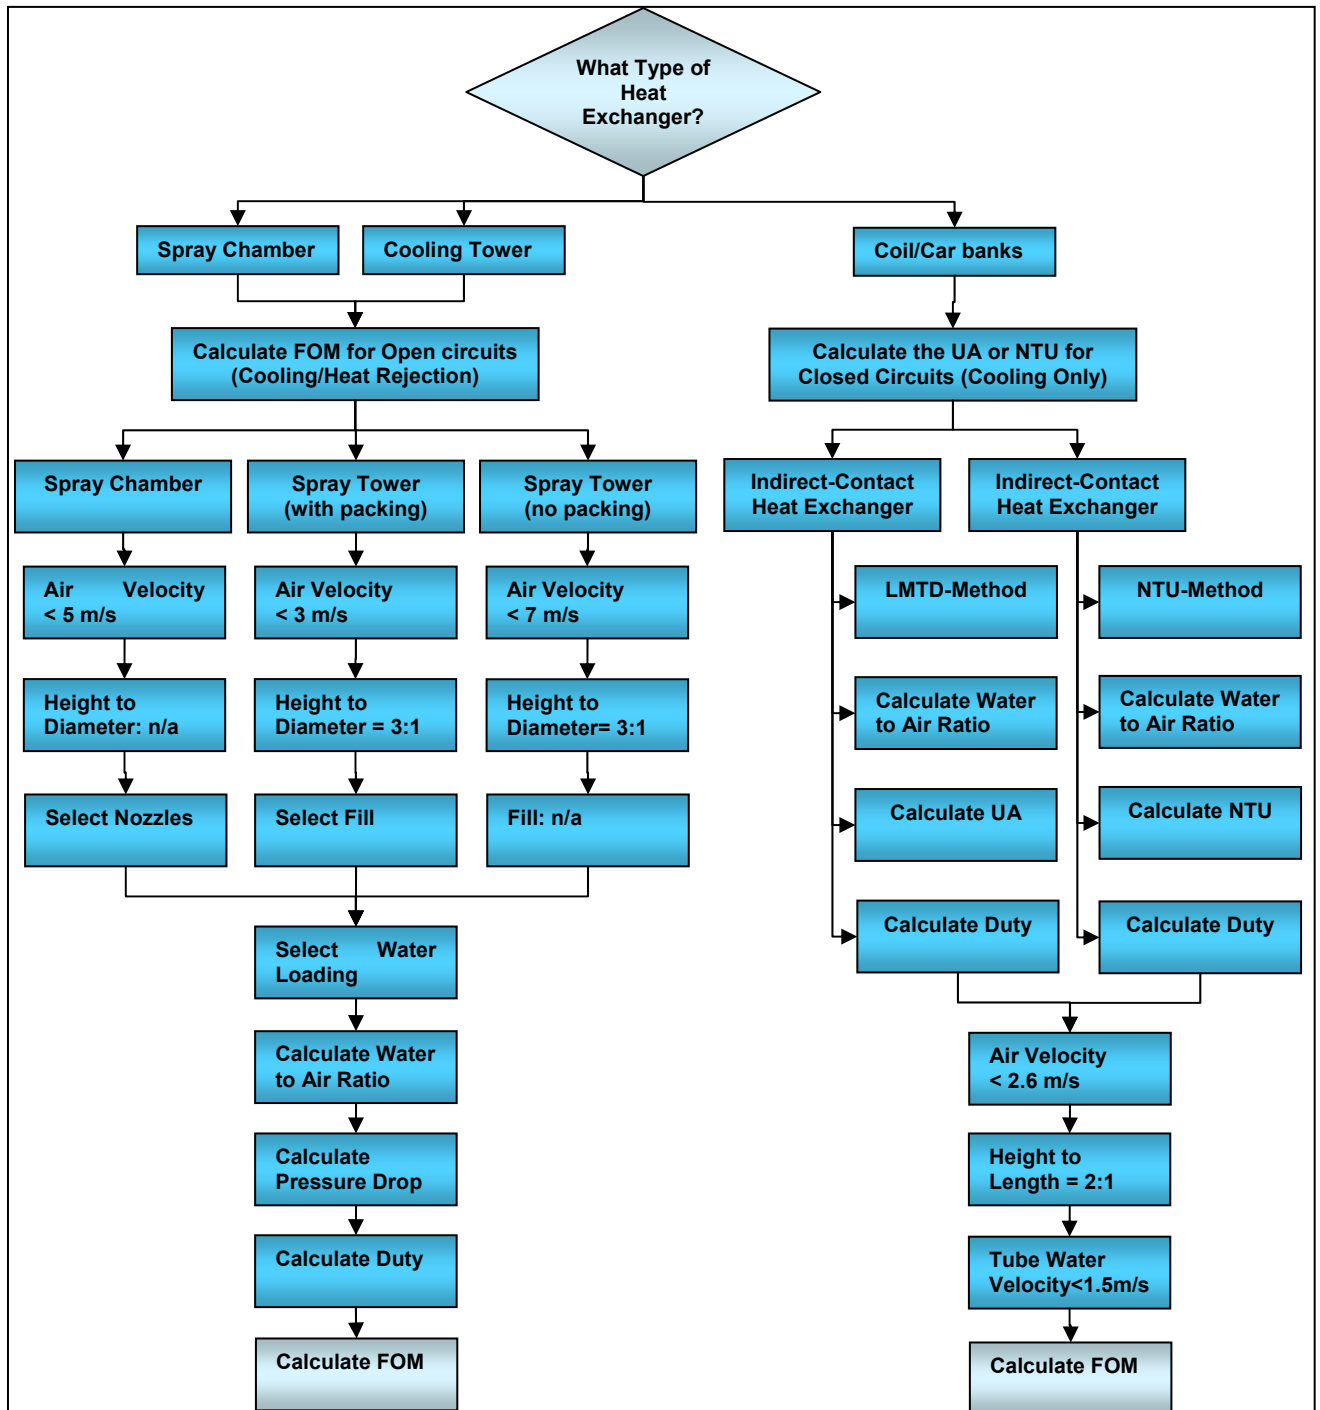 What Type of
Heat
Exchanger?
Spray Chamber
Cooling Tower
Coil/Car banks
Calculate FOM for Open circuits
(Cooling/Heat Rejection)
Calculate the UA or NTU for
Closed Circuits (Cooling Only)
Spray Chamber
Spray Tower
(with packing)
Spray Tower
(no packing)
Indirect-Contact
Heat Exchanger
Indirect-Contact
Heat Exchanger
Air Velocity
< 5 m/s
Air Velocity
< 3 m/s
Air Velocity
< 7 m/s
LMTD-Method
NTU-Method
Height to
Diameter: n/a
Height to
Diameter = 3:1
Height to
Diameter= 3:1
Calculate Water
to Air Ratio
Calculate Water
to Air Ratio
Select Nozzles
Select Fill
Fill: n/a
Calculate UA
Calculate NTU
Select Water
Loading
Calculate Duty
Calculate Duty
Calculate Water
to Air Ratio
Air Velocity
< 2.6 m/s
Calculate
Pressure Drop
Height to
Length = 2:1
Calculate Duty
Tube Water
Velocity<1.5m/s
Calculate FOM
Calculate FOM